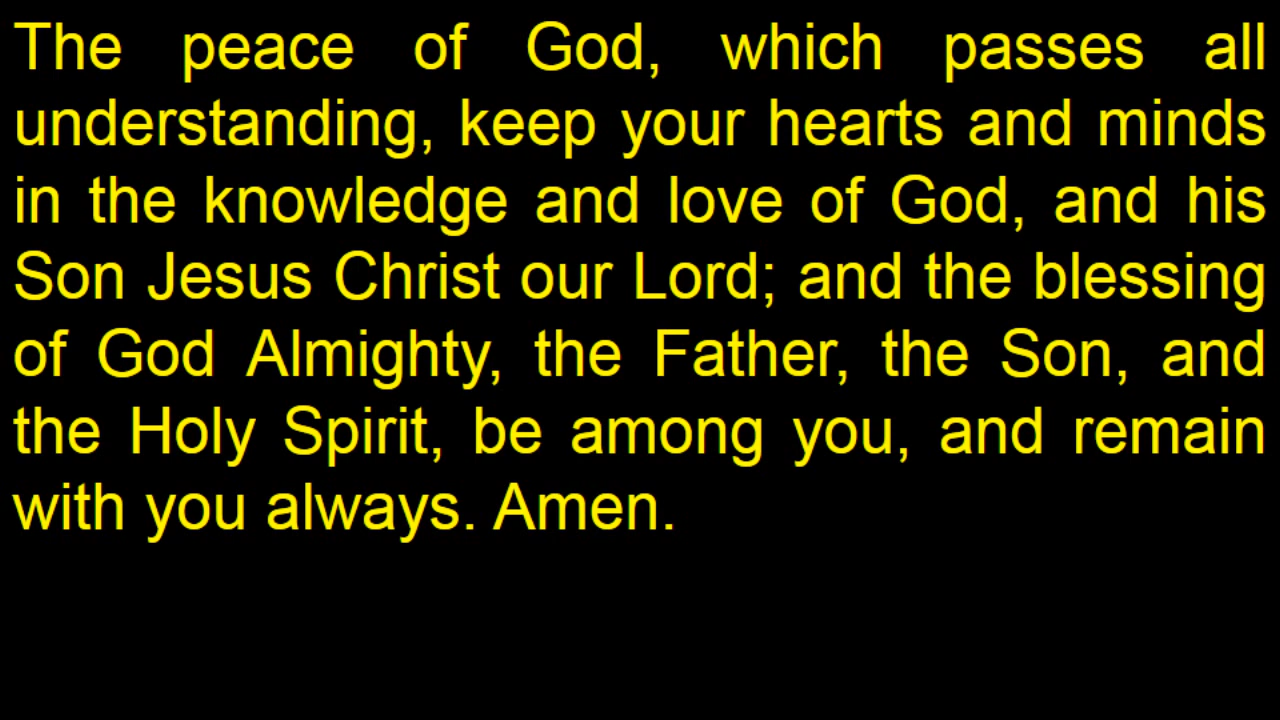 The peace of God, which passes all
understanding, keep your hearts and minds
in the knowledge and love of God, and his
Son Jesus Christ our Lord; and the blessing
of God Almighty, the Father, the Son, and
the Holy Spirit, be among you, and remain
with you always. Amen.